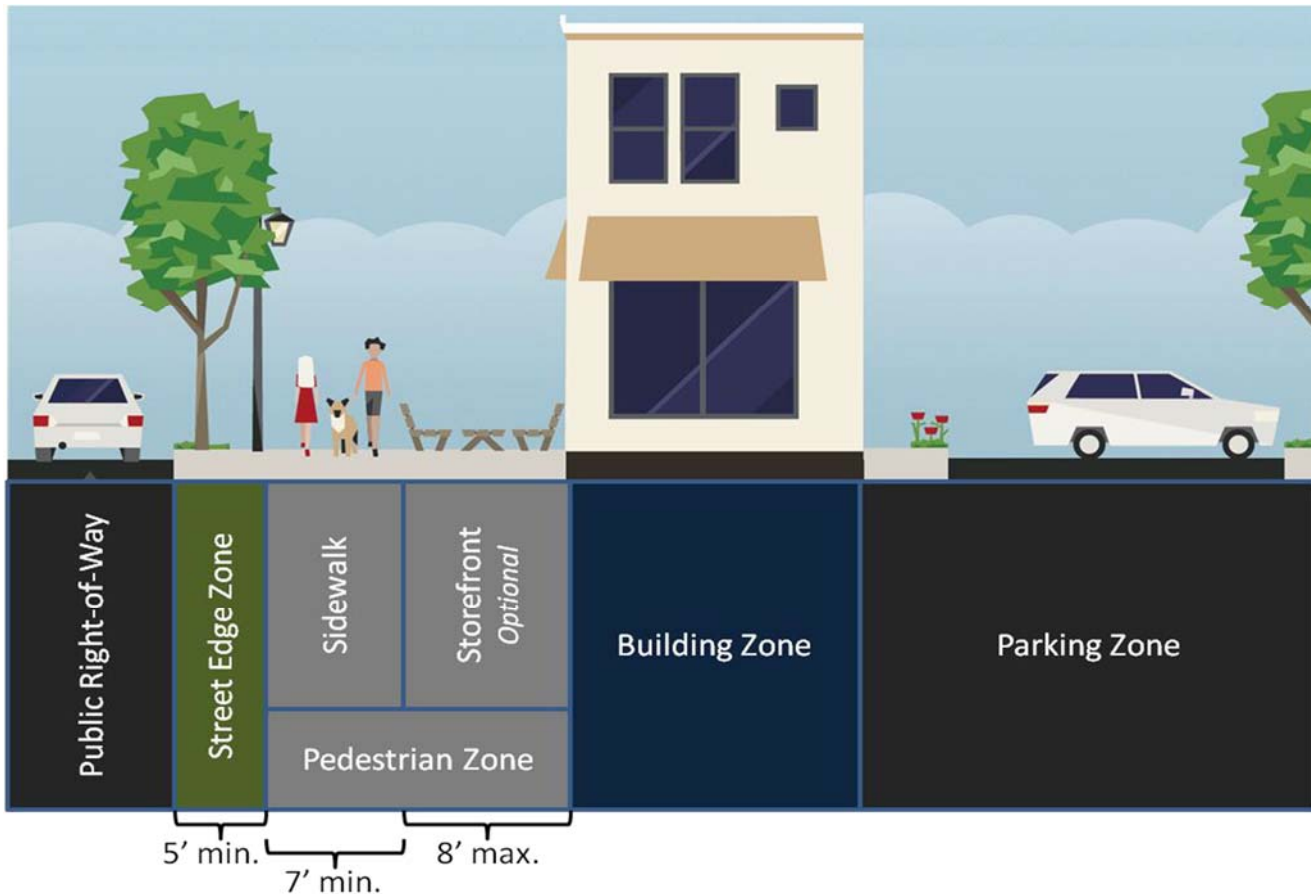 Public Right-of-Way
Street Edge Zone
Sidewalk
Storefront
Optional
Pedestrian Zone
Building Zone
Parking Zone
5’ min.
7’ min.
8’ max.